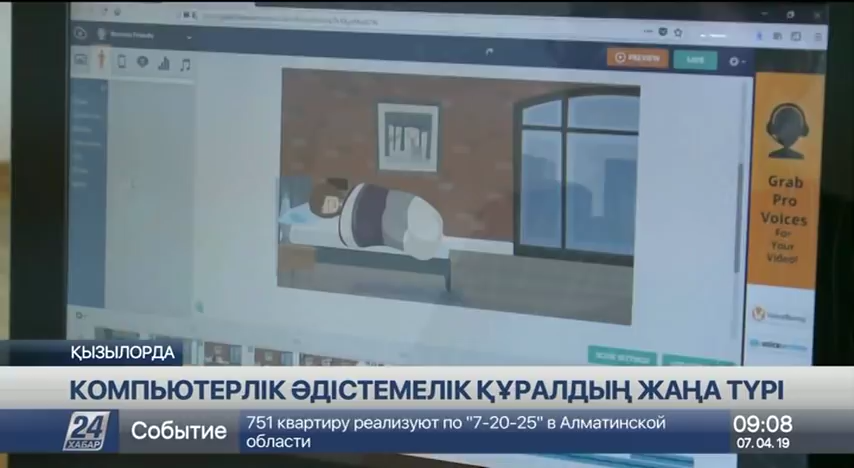 PREVIEW
Grab
Pro
Voices
For
Your
Video!
ҚЫЗЫЛОРДА
КОМПЬЮТЕРЛІК ӘДІСТЕМЕЛІК ҚҰРАЛДЫҢ ЖАҢА ТҮРІ
24
ХАБАР
Событие
751 квартиру реализуют по "7-20-25" в Алматинской
области
09:08
07.04.19